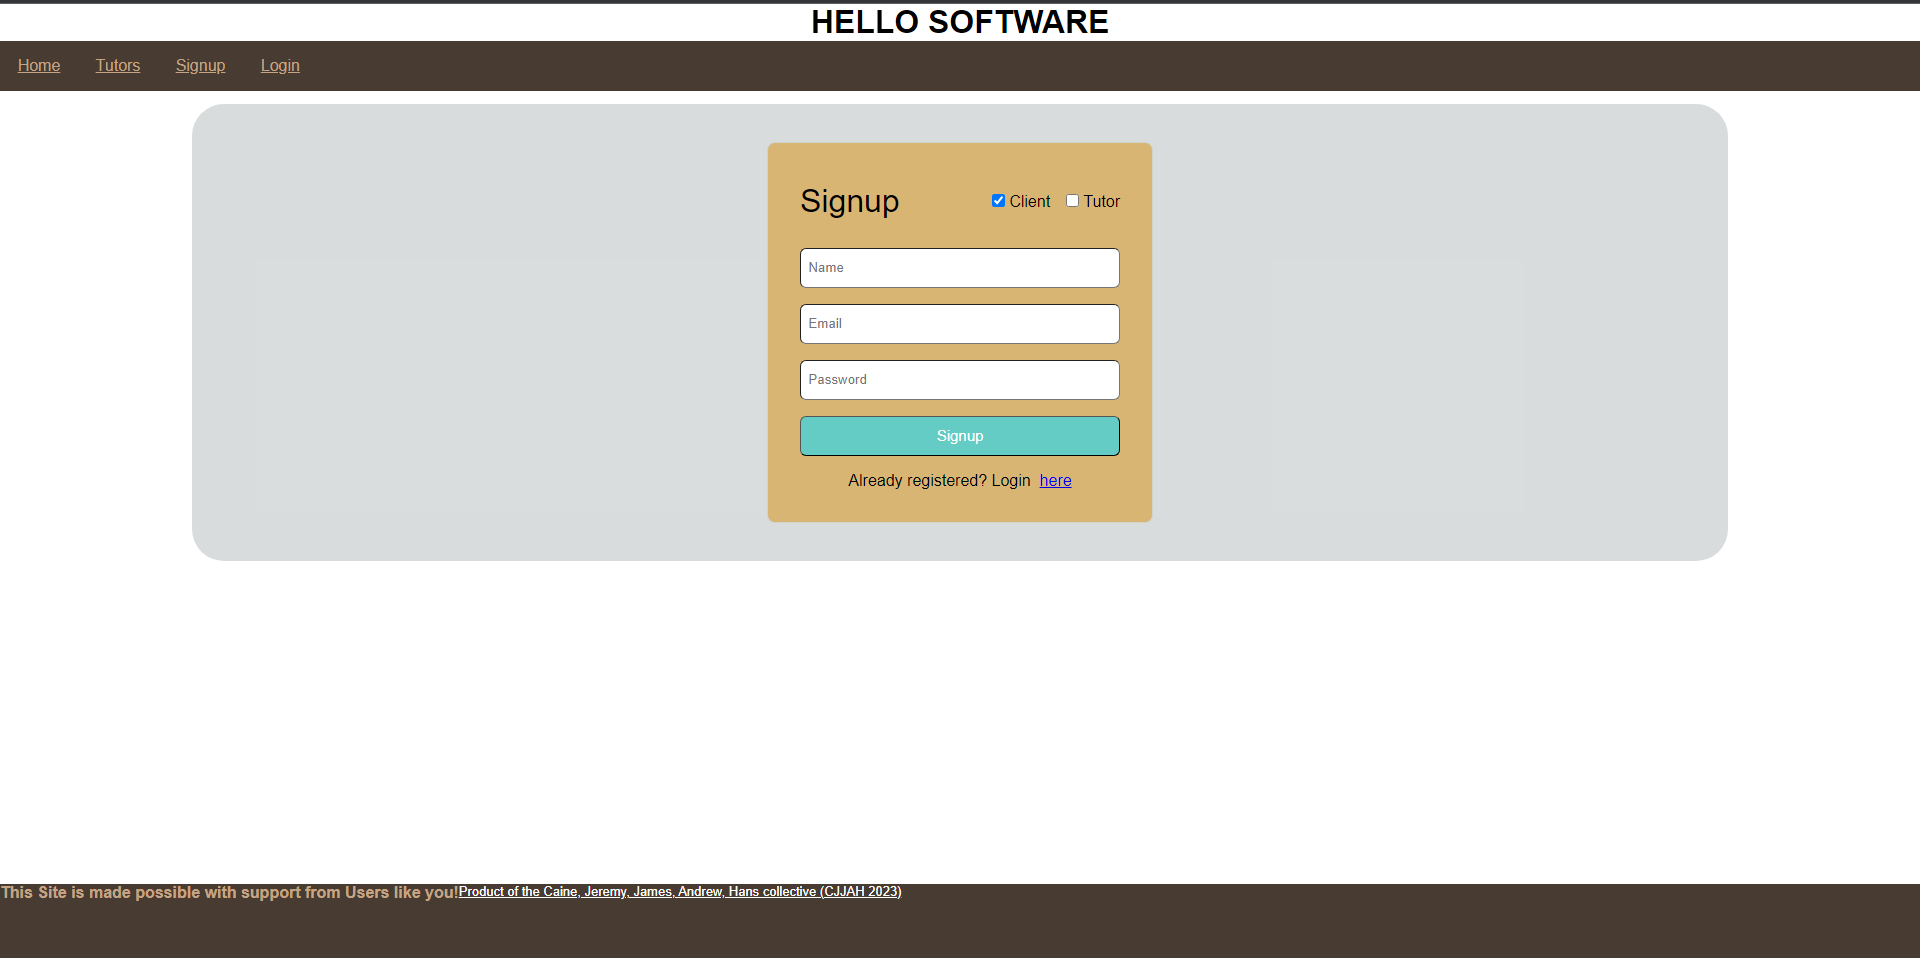 HELLO SOFTWARE
Home Tutors Signup Login
Signup Client Tutor
Name
Email
Password
Signup
Already registered? Login here
This Site is made possible with support from Users like you!Product of the Caine, Jeremy, James, Andrew, Hans collective (CJJAH 2023)